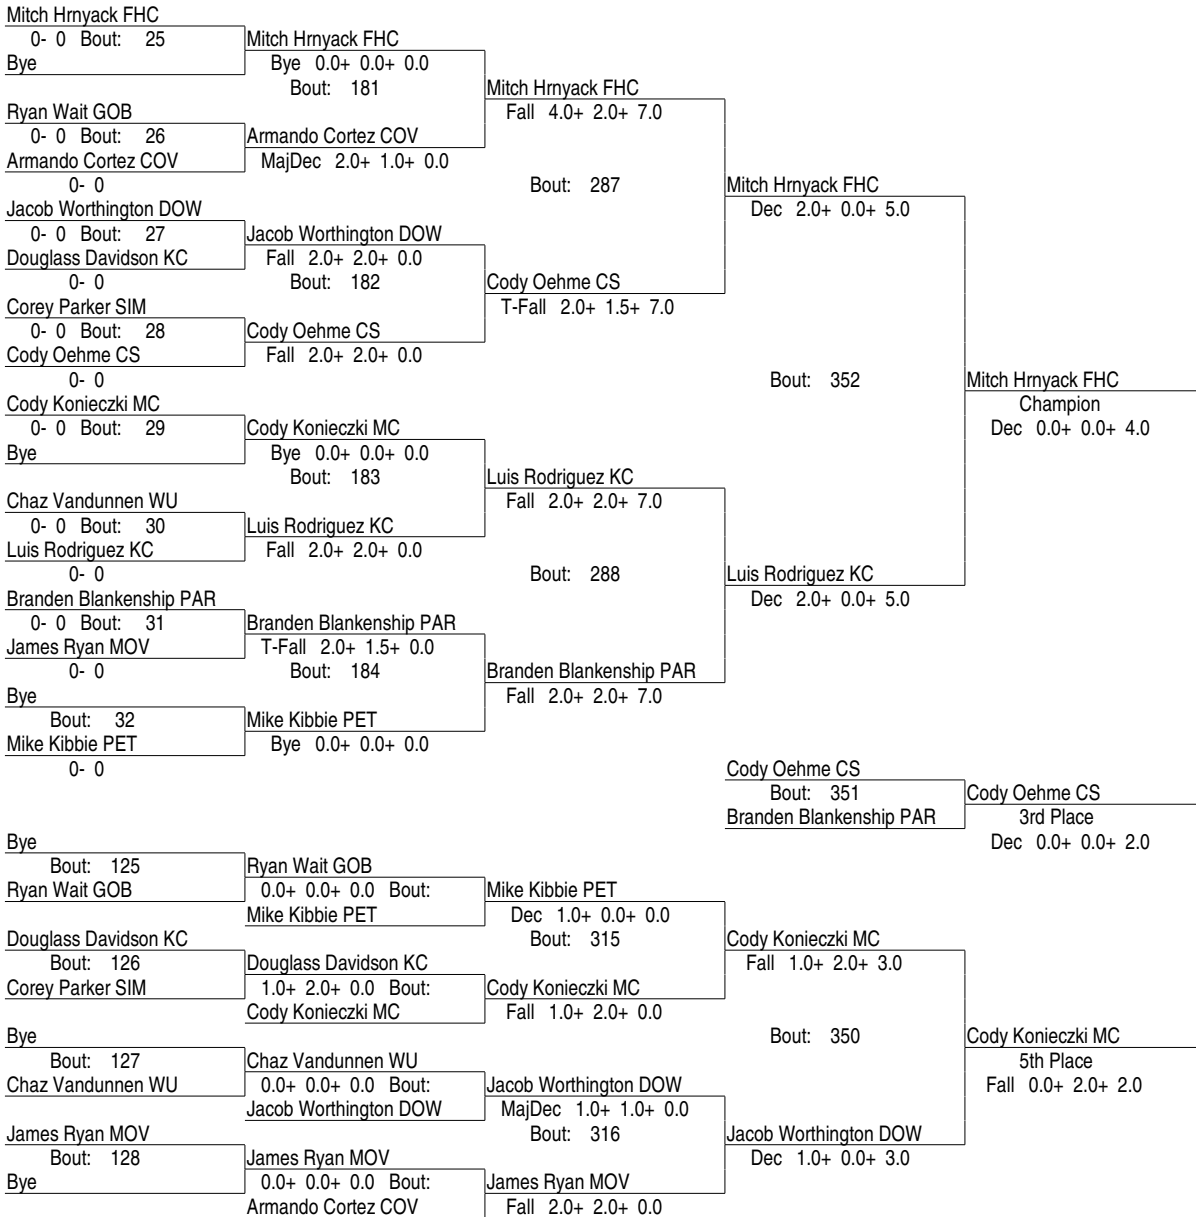 Mitch Hrnyack FHC
0- 0 Bout: 25 Mitch Hrnyack FHC
Bye Bye 0.0+ 0.0+ 0.0
Bout: 181 Mitch Hrnyack FHC
Ryan Wait GOB Fall 4.0+ 2.0+ 7.0
0- 0 Bout: 26 Armando Cortez COV
Armando Cortez COV MajDec 2.0+ 1.0+ 0.0
0- 0 Bout: 287 Mitch Hrnyack FHC
Jacob Worthington DOW Dec 2.0+ 0.0+ 5.0
0- 0 Bout: 27 Jacob Worthington DOW
Douglass Davidson KC Fall 2.0+ 2.0+ 0.0
0- 0 Bout: 182 Cody Oehme CS
Corey Parker SIM T-Fall 2.0+ 1.5+ 7.0
0- 0 Bout: 28 Cody Oehme CS
Cody Oehme CS Fall 2.0+ 2.0+ 0.0
0- 0 Bout: 352 Mitch Hrnyack FHC
Cody Konieczki MC Champion
0- 0 Bout: 29 Cody Konieczki MC Dec 0.0+ 0.0+ 4.0
Bye Bye 0.0+ 0.0+ 0.0
Bout: 183 Luis Rodriguez KC
Chaz Vandunnen WU Fall 2.0+ 2.0+ 7.0
0- 0 Bout: 30 Luis Rodriguez KC
Luis Rodriguez KC Fall 2.0+ 2.0+ 0.0
0- 0 Bout: 288 Luis Rodriguez KC
Branden Blankenship PAR Dec 2.0+ 0.0+ 5.0
0- 0 Bout: 31 Branden Blankenship PAR
James Ryan MOV T-Fall 2.0+ 1.5+ 0.0
0- 0 Bout: 184 Branden Blankenship PAR
Bye Fall 2.0+ 2.0+ 7.0
Bout: 32 Mike Kibbie PET
Mike Kibbie PET Bye 0.0+ 0.0+ 0.0
0- 0 Cody Oehme CS
Bout: 351 Cody Oehme CS
Branden Blankenship PAR 3rd Place
Bye Dec 0.0+ 0.0+ 2.0
Bout: 125 Ryan Wait GOB
Ryan Wait GOB 0.0+ 0.0+ 0.0 Bout: Mike Kibbie PET
Mike Kibbie PET Dec 1.0+ 0.0+ 0.0
Douglass Davidson KC Bout: 315 Cody Konieczki MC
Bout: 126 Douglass Davidson KC Fall 1.0+ 2.0+ 3.0
Corey Parker SIM 1.0+ 2.0+ 0.0 Bout: Cody Konieczki MC
Cody Konieczki MC Fall 1.0+ 2.0+ 0.0
Bye Bout: 350 Cody Konieczki MC
Bout: 127 Chaz Vandunnen WU 5th Place
Chaz Vandunnen WU 0.0+ 0.0+ 0.0 Bout: Jacob Worthington DOW Fall 0.0+ 2.0+ 2.0
Jacob Worthington DOW MajDec 1.0+ 1.0+ 0.0
James Ryan MOV Bout: 316 Jacob Worthington DOW
Bout: 128 James Ryan MOV Dec 1.0+ 0.0+ 3.0
Bye 0.0+ 0.0+ 0.0 Bout: James Ryan MOV
Armando Cortez COV Fall 2.0+ 2.0+ 0.0